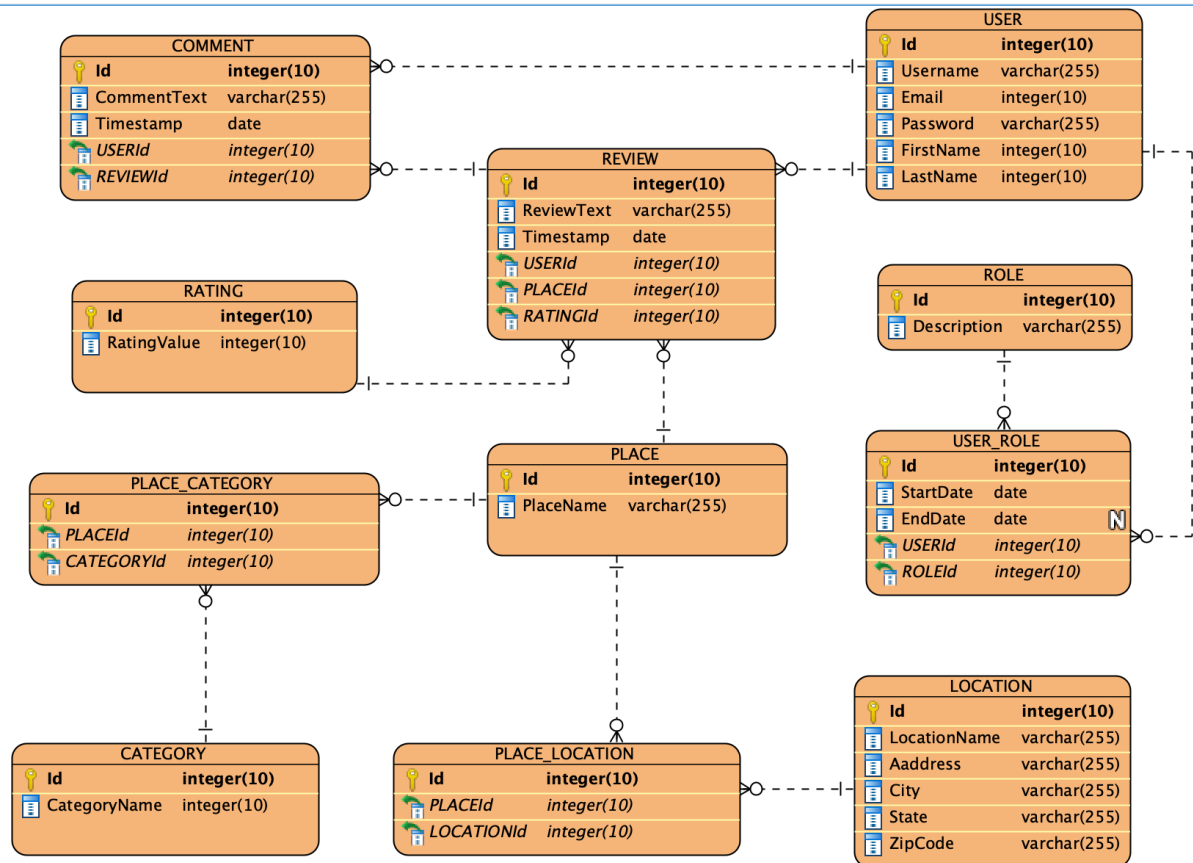 COMMENT
Id integer(10)
CommentText varchar(255)
Timestamp date
USERId integer(10)
REVIEWId integer(10)
USER
Id integer(10)
Username varchar(255)
Email integer(10)
Password varchar(255)
FirstName integer(10)
LastName integer(10)
REVIEW
Id integer(10)
ReviewText varchar(255)
Timestamp date
USERId integer(10)
PLACEId integer(10)
RATINGId integer(10)
RATING
Id integer(10)
RatingValue integer(10)
ROLE
Id integer(10)
Description varchar(255)
USER_ROLE
Id integer(10)
StartDate date
EndDate date N
USERId integer(10)
ROLEId integer(10)
PLACE
Id integer(10)
PlaceName varchar(255)
PLACE_CATEGORY
Id integer(10)
PLACEId integer(10)
CATEGORYId integer(10)
CATEGORY
Id integer(10)
CategoryName integer(10)
PLACE_LOCATION
Id integer(10)
PLACEId integer(10)
LOCATIONId integer(10)
LOCATION
Id integer(10)
LocationName varchar(255)
Aaddress varchar(255)
City varchar(255)
State varchar(255)
ZipCode varchar(255)